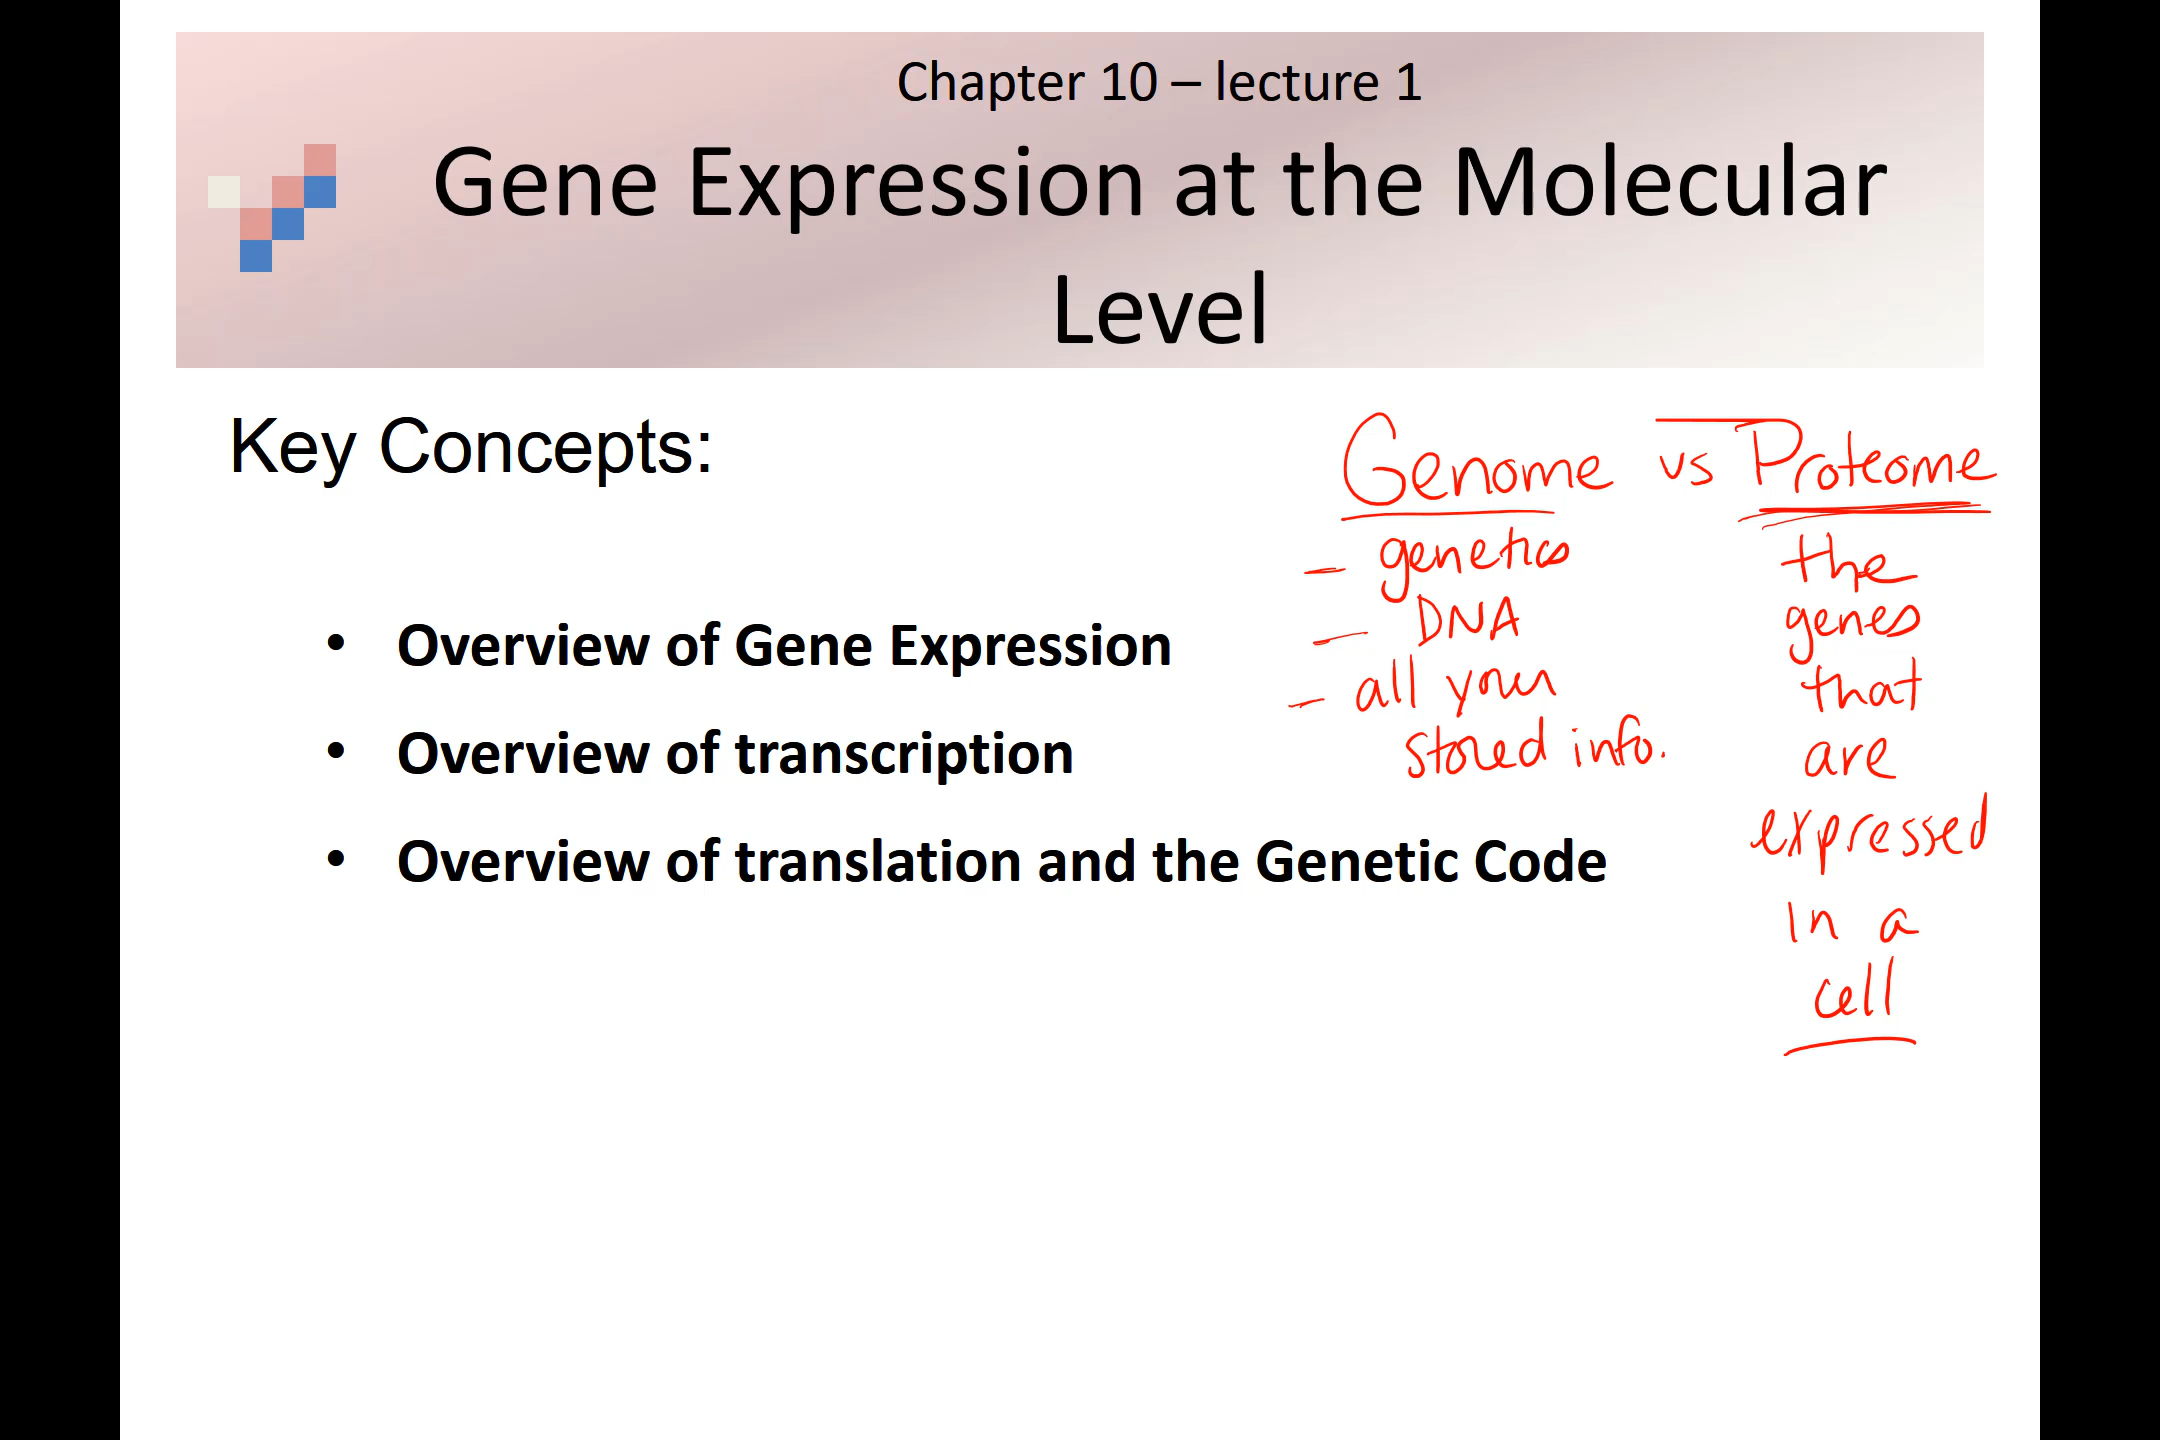 Chapter 10 – lecture 1
Gene Expression at the Molecular
Level
Key Concepts:
• Overview of Gene Expression
• Overview of transcription
• Overview of translation and the Genetic Code
Genome vs Proteome
– genetics
– DNA
– all your
stored info.
the
genes
that
are
expressed
in a
cell